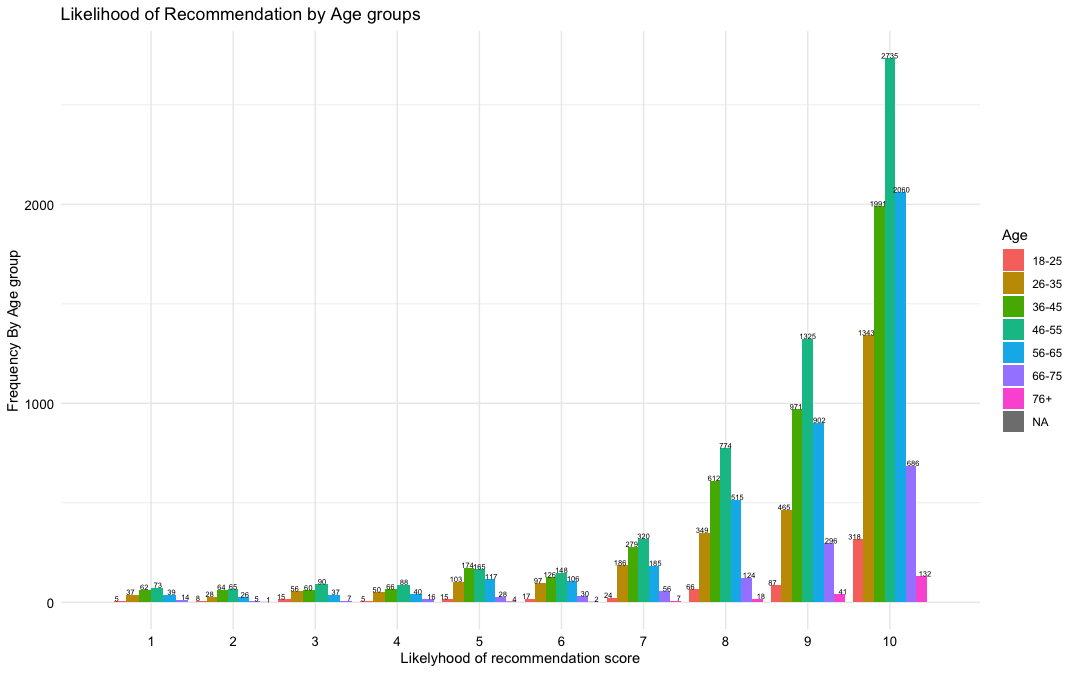 Likelihood of Recommendation by Age groups
Frequency By Age group
2000
1000
0
5 37 62 73 39 14
8 28 64 65 26 5 1
15 56 60 90 37 7
5 50 66 88 40 16
15 103 174 165 117 28 4
17 97 126 148 106 30 2
24 186 279 320 185 56 7
66 349 612 774 515 124 18
87 465 971 1325 902 296 41
318 1343 1991 2735 2060 686 132
1 2 3 4 5 6 7 8 9 10
Likelyhood of recommendation score
Age
18-25
26-35
36-45
46-55
56-65
66-75
76+
NA